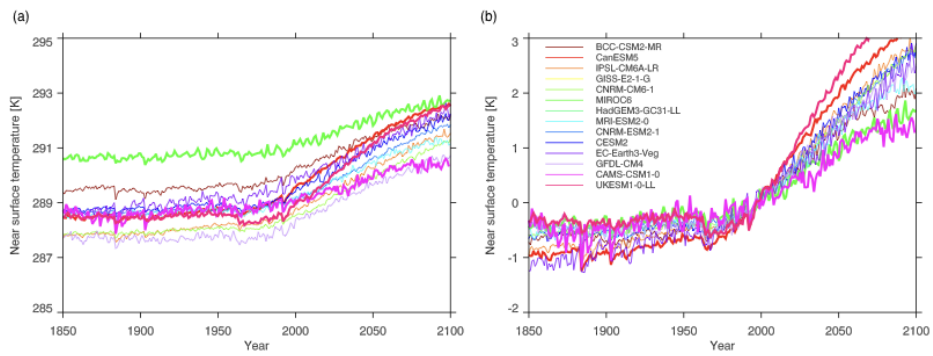 (a)
Near surface temperature [K]
295
293
291
289
287
285
1850
1900
1950
2000
2050
2100
Year
(b)
Near surface temperature [K]
3
2
1
0
-1
-2
BCC-CSM2-MR
CanESM5
IPSL-CM6A-LR
GISS-E2-1-G
CNRM-CM6-1
MIROC6
HadGEM3-GC31-LL
MRI-ESM2-0
CNRM-ESM2-1
CESM2
EC-Earth3-Veg
GFDL-CM4
CAMS-CSM1-0
UKESM1-0-LL
1850
1900
1950
2000
2050
2100
Year